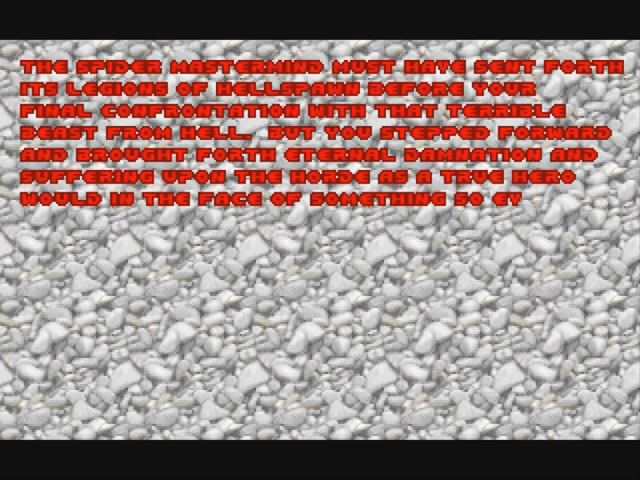 THE SPIDER MASTERMIND MUST HAVE SENT FORTH
ITS LEGIONS OF HELLSPAWN BEFORE YOUR
FINAL CONFRONTATION WITH THAT TERRIBLE
BEAST FROM HELL.  BUT YOU STEPPED FORWARD
AND BROUGHT FORTH ETERNAL DAMNATION AND
SUFFERING UPON THE HORDE AS A TRUE HERO
WOULD IN THE FACE OF SOMETHING SO EV